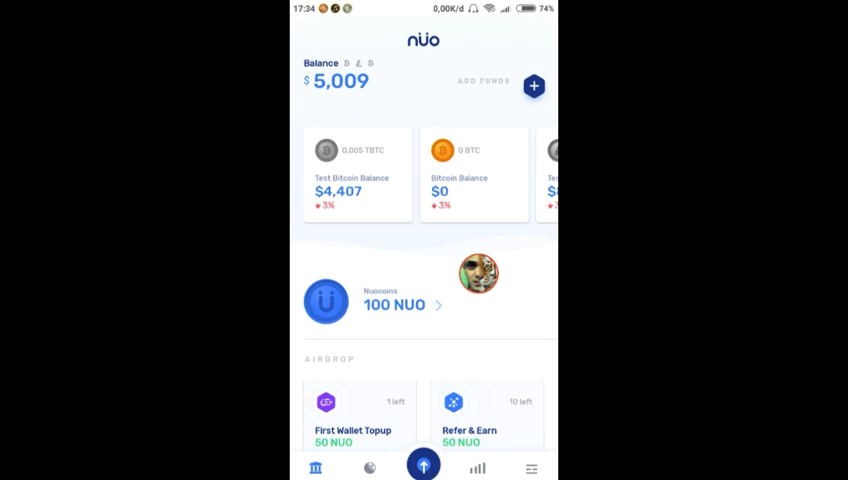 17:34 0,00K/d 74%
nüo
Balance
$ 5,009
ADD FUNDS
0,005 TBTC
Test Bitcoin Balance
$4,407
3%
0 BTC
Bitcoin Balance
$0
3%
Nuocoins
100 NUO
AIRDROP
1 left
First Wallet Topup
50 NUO
10 left
Refer & Earn
50 NUO